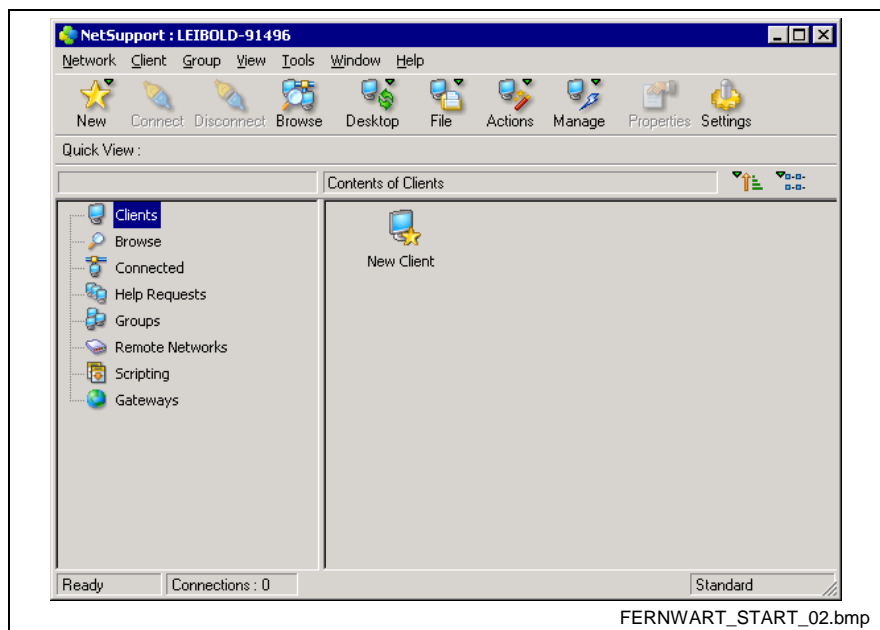 NetSupport : LEIBOLD-91496
Network Client Group View Tools Window Help
New Connect Disconnect Browse Desktop File Actions Manage Properties Settings
Quick View :
Contents of Clients
Clients
Browse
Connected
Help Requests
Groups
Remote Networks
Scripting
Gateways
New Client
Ready Connections : 0 Standard
FERNWART_START_02.bmp